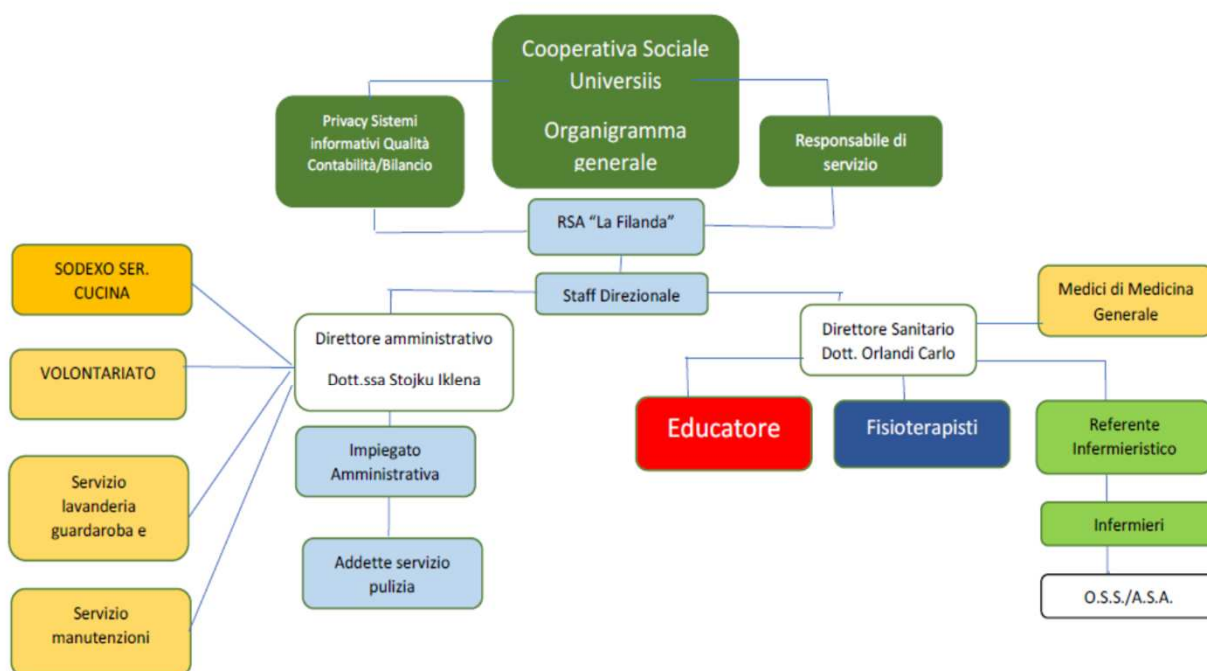 Cooperativa Sociale
Universiis
Organigramma
generale
Privacy Sistemi
informativi Qualità
Contabilità/Bilancio
Responsabile di
servizio
RSA “La Filanda”
Staff Direzionale
SODEXO SER.
CUCINA
VOLONTARIATO
Servizio
lavanderia
guardaroba e
Servizio
manutenzioni
Direttore amministrativo
Dott.ssa Stojku Iklena
Impiegato
Amministrativa
Addette servizio
pulizia
Direttore Sanitario
Dott. Orlandi Carlo
Medici di Medicina
Generale
Educatore
Fisioterapisti
Referente
Infermieristico
Infermieri
O.S.S./A.S.A.